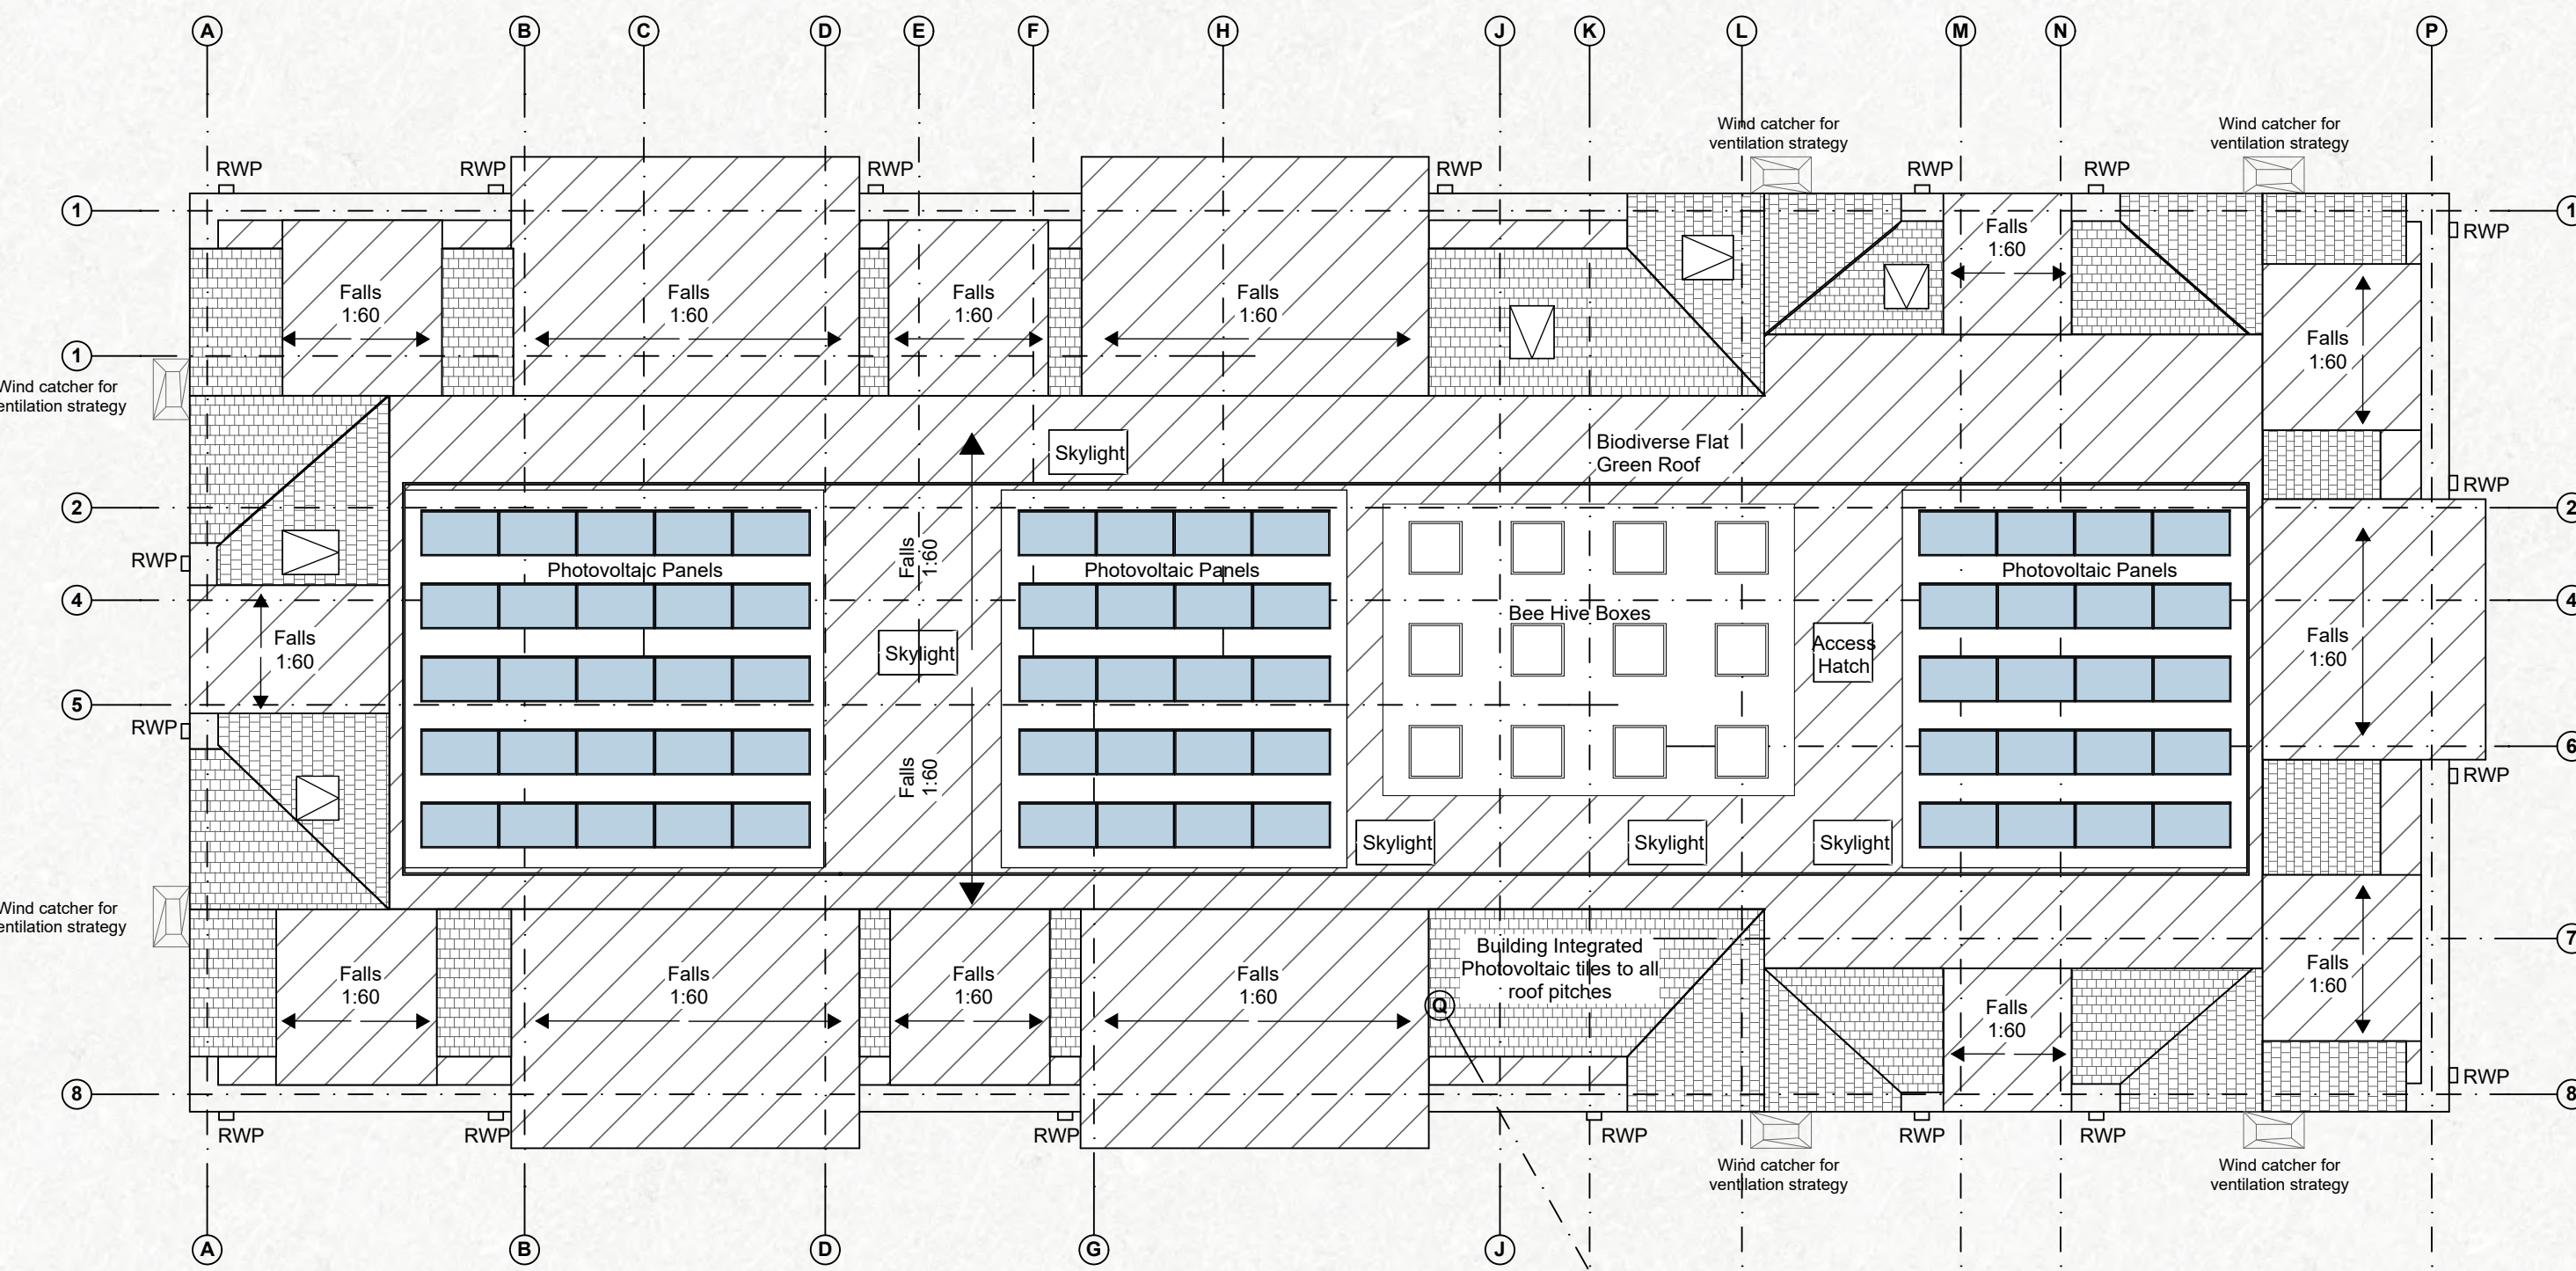 A B C D E F H J K L M N P
Wind catcher for
ventilation strategy
Wind catcher for
ventilation strategy
RWP RWP RWP RWP RWP RWP
1 1
RWP
Falls
1:60
Falls
1:60
Falls
1:60
Falls
1:60
Falls
1:60
Falls
1:60
1
Wind catcher for
entilation strategy
Skylight
Biodiverse Flat
Green Roof
RWP
2 2
RWP
Photovoltaic Panels
Falls
1:60
Photovoltaic Panels
Photovoltaic Panels
4 4
Bee Hive Boxes
Falls
1:60
Skylight
Access
Hatch
Falls
1:60
5
RWP
6
Falls
1:60
RWP
Skylight
Skylight
Skylight
Wind catcher for
entilation strategy
7
Falls
1:60
Falls
1:60
Falls
1:60
Falls
1:60
Building Integrated
Photovoltaic tiles to all
roof pitches
Q
Falls
1:60
Falls
1:60
8 8
RWP
RWP RWP RWP RWP RWP RWP
Wind catcher for
ventilation strategy
Wind catcher for
ventilation strategy
A B D G J